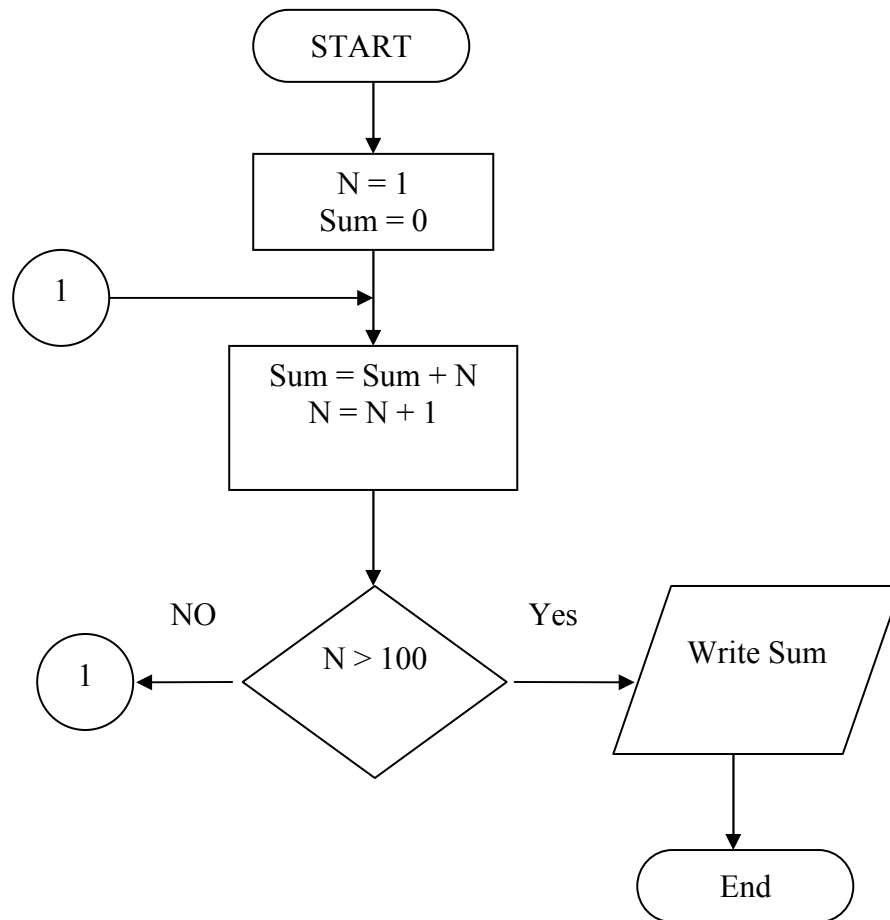 START
N = 1
Sum = 0
1
Sum = Sum + N
N = N + 1
NO
Yes
1
N > 100
Write Sum
End